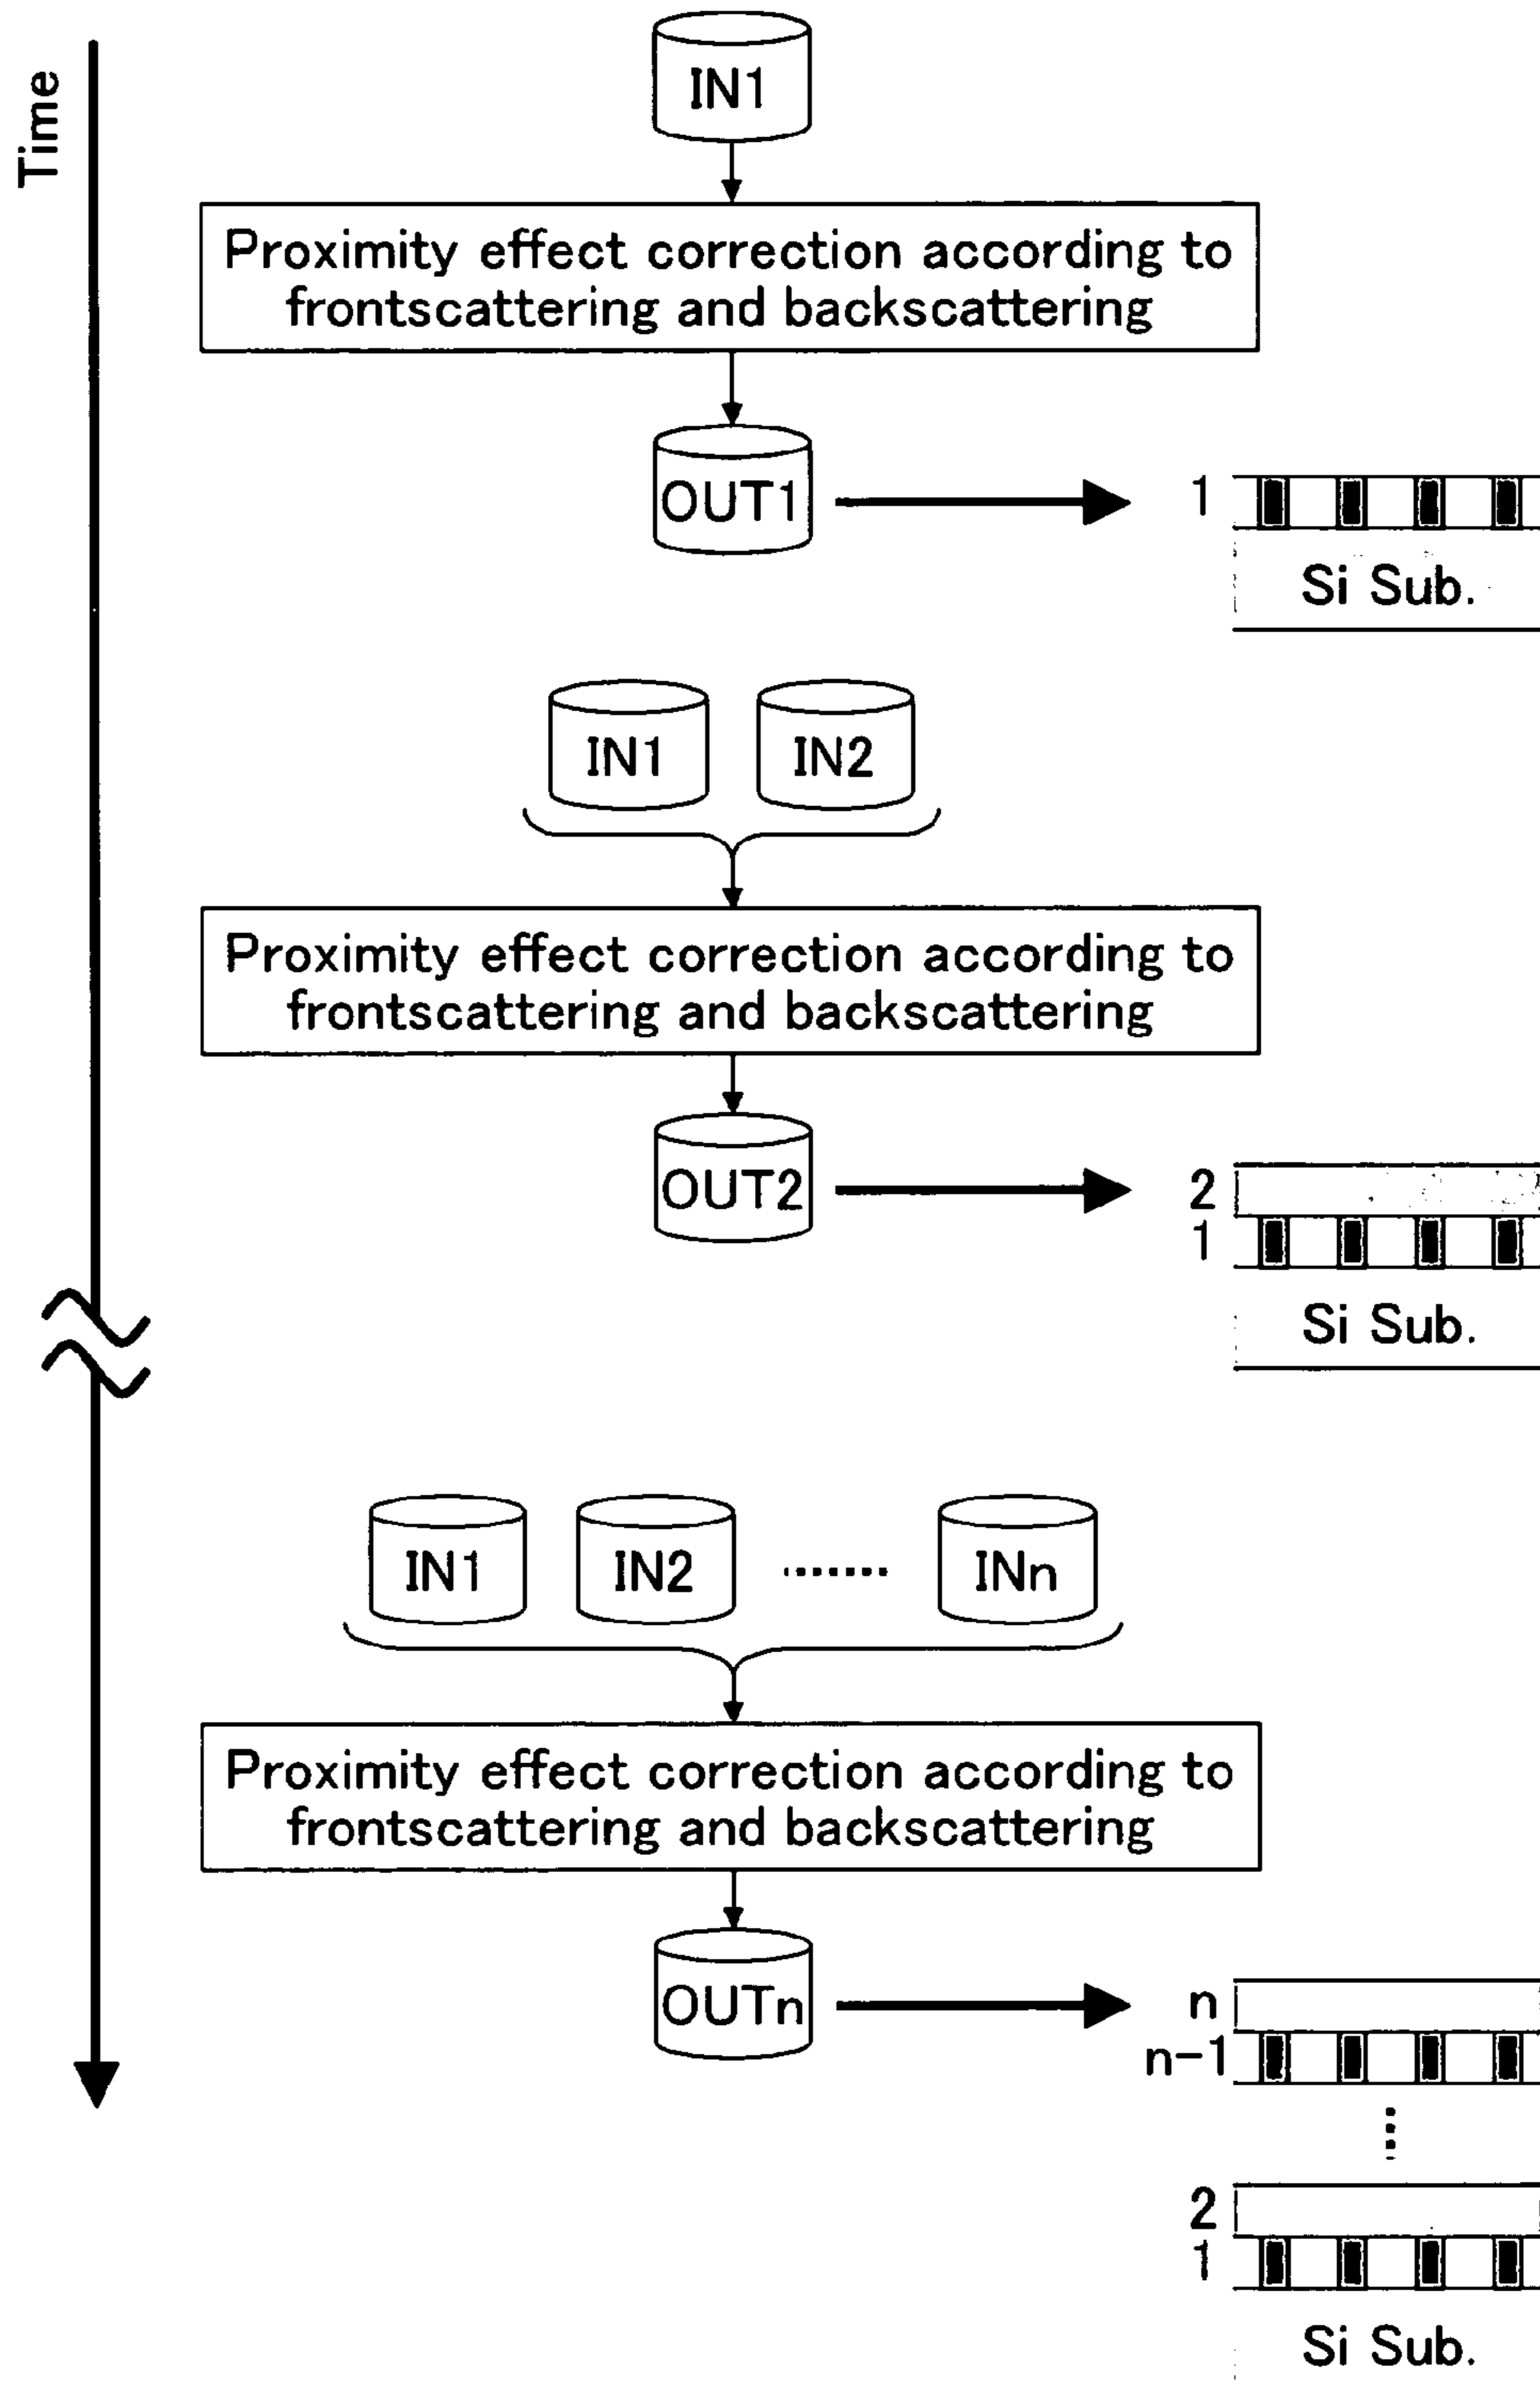 Time
IN1
Proximity effect correction according to
frontscattering and backscattering
OUT1
1
Si Sub.
IN1 IN2
Proximity effect correction according to
frontscattering and backscattering
OUT2
2
1
Si Sub.
IN1 IN2 ······· INn
Proximity effect correction according to
frontscattering and backscattering
OUTn
n
n-1
2
1
Si Sub.